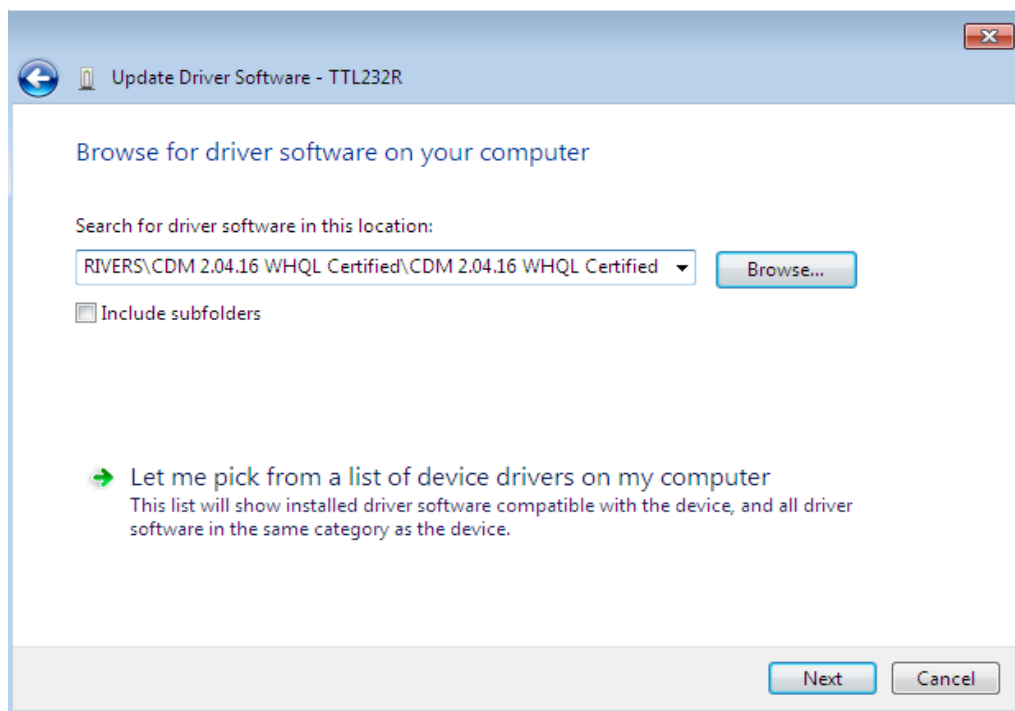 Update Driver Software - TTL232R
Browse for driver software on your computer
Search for driver software in this location:
RIVERS\CDM 2.04.16 WHQL Certified\CDM 2.04.16 WHQL Certified
Browse...
Include subfolders
Let me pick from a list of device drivers on my computer
This list will show installed driver software compatible with the device, and all driver
software in the same category as the device.
Next
Cancel